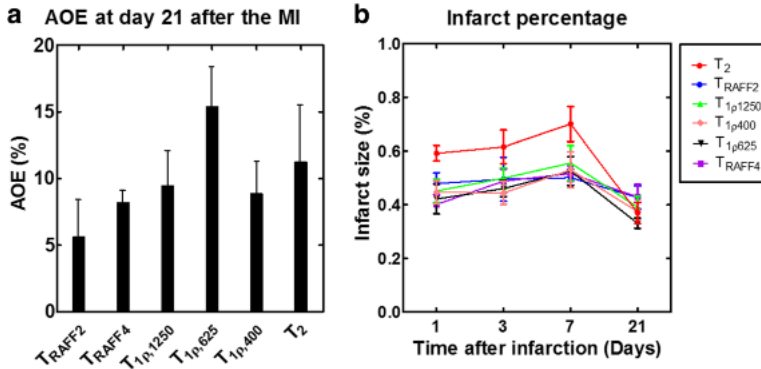 a AOE at day 21 after the MI
AOE (%)
20
15
10
5
0
TRAFF2
TRAFF4
T1ρ,1250
T1ρ,625
T1ρ,400
T2
b Infarct percentage
Infarct size (%)
1.0
0.8
0.6
0.4
0.2
0.0
1 3 7 21
Time after infarction (Days)
T2
TRAFF2
T1ρ1250
T1ρ400
T1ρ625
TRAFF4